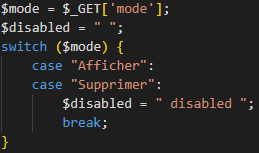 $mode = $_GET['mode'];
$disabled = " ";
switch ($mode) {
    case "Afficher":
    case "Supprimer":
        $disabled = " disabled ";
        break;
}